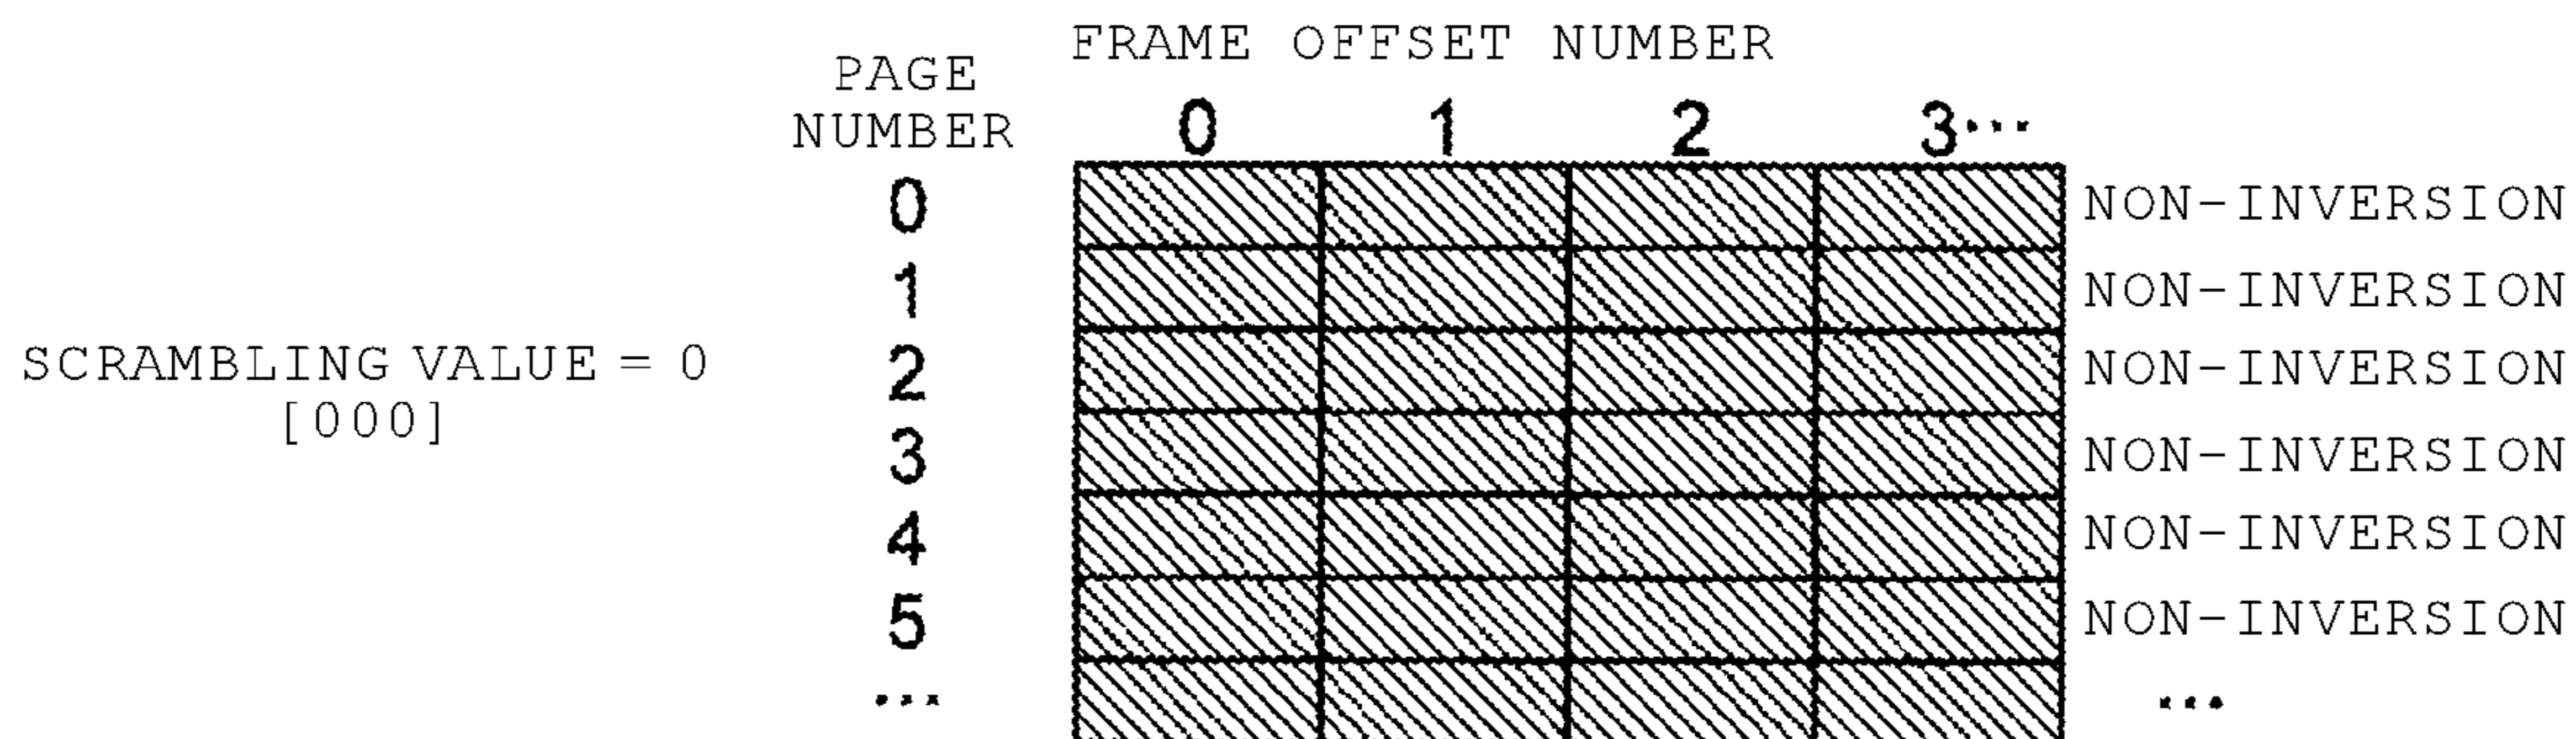 FRAME OFFSET NUMBER
PAGE
NUMBER
0 1 2 3···
0 NON-INVERSION
1 NON-INVERSION
SCRAMBLING VALUE = 0
[000]
2 NON-INVERSION
3 NON-INVERSION
4 NON-INVERSION
5 NON-INVERSION
··· ···